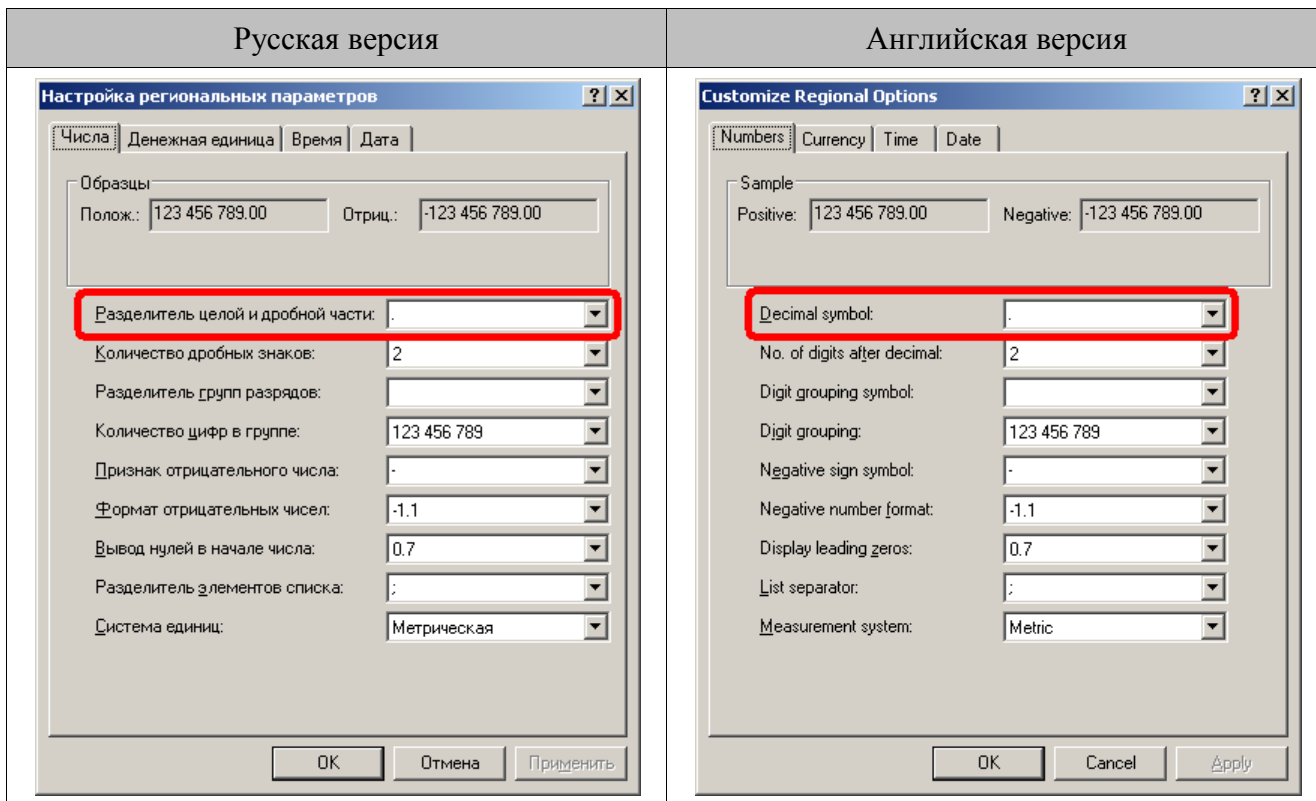 Русская версия
Английская версия
Настройка региональных параметров
Числа Денежная единица Время Дата
Образцы
Полож.: 123 456 789.00 Отриц.: -123 456 789.00
Разделитель целой и дробной части: .
Количество дробных знаков: 2
Разделитель групп разрядов:
Количество цифр в группе: 123 456 789
Признак отрицательного числа: -
Формат отрицательных чисел: -1.1
Вывод нулей в начале числа: 0.7
Разделитель элементов списка: ;
Система единиц: Метрическая
OK Отмена Применить
Customize Regional Options
Numbers Currency Time Date
Sample
Positive: 123 456 789.00 Negative: -123 456 789.00
Decimal symbol: .
No. of digits after decimal: 2
Digit grouping symbol:
Digit grouping: 123 456 789
Negative sign symbol: -
Negative number format: -1.1
Display leading zeros: 0.7
List separator: ;
Measurement system: Metric
OK Cancel Apply